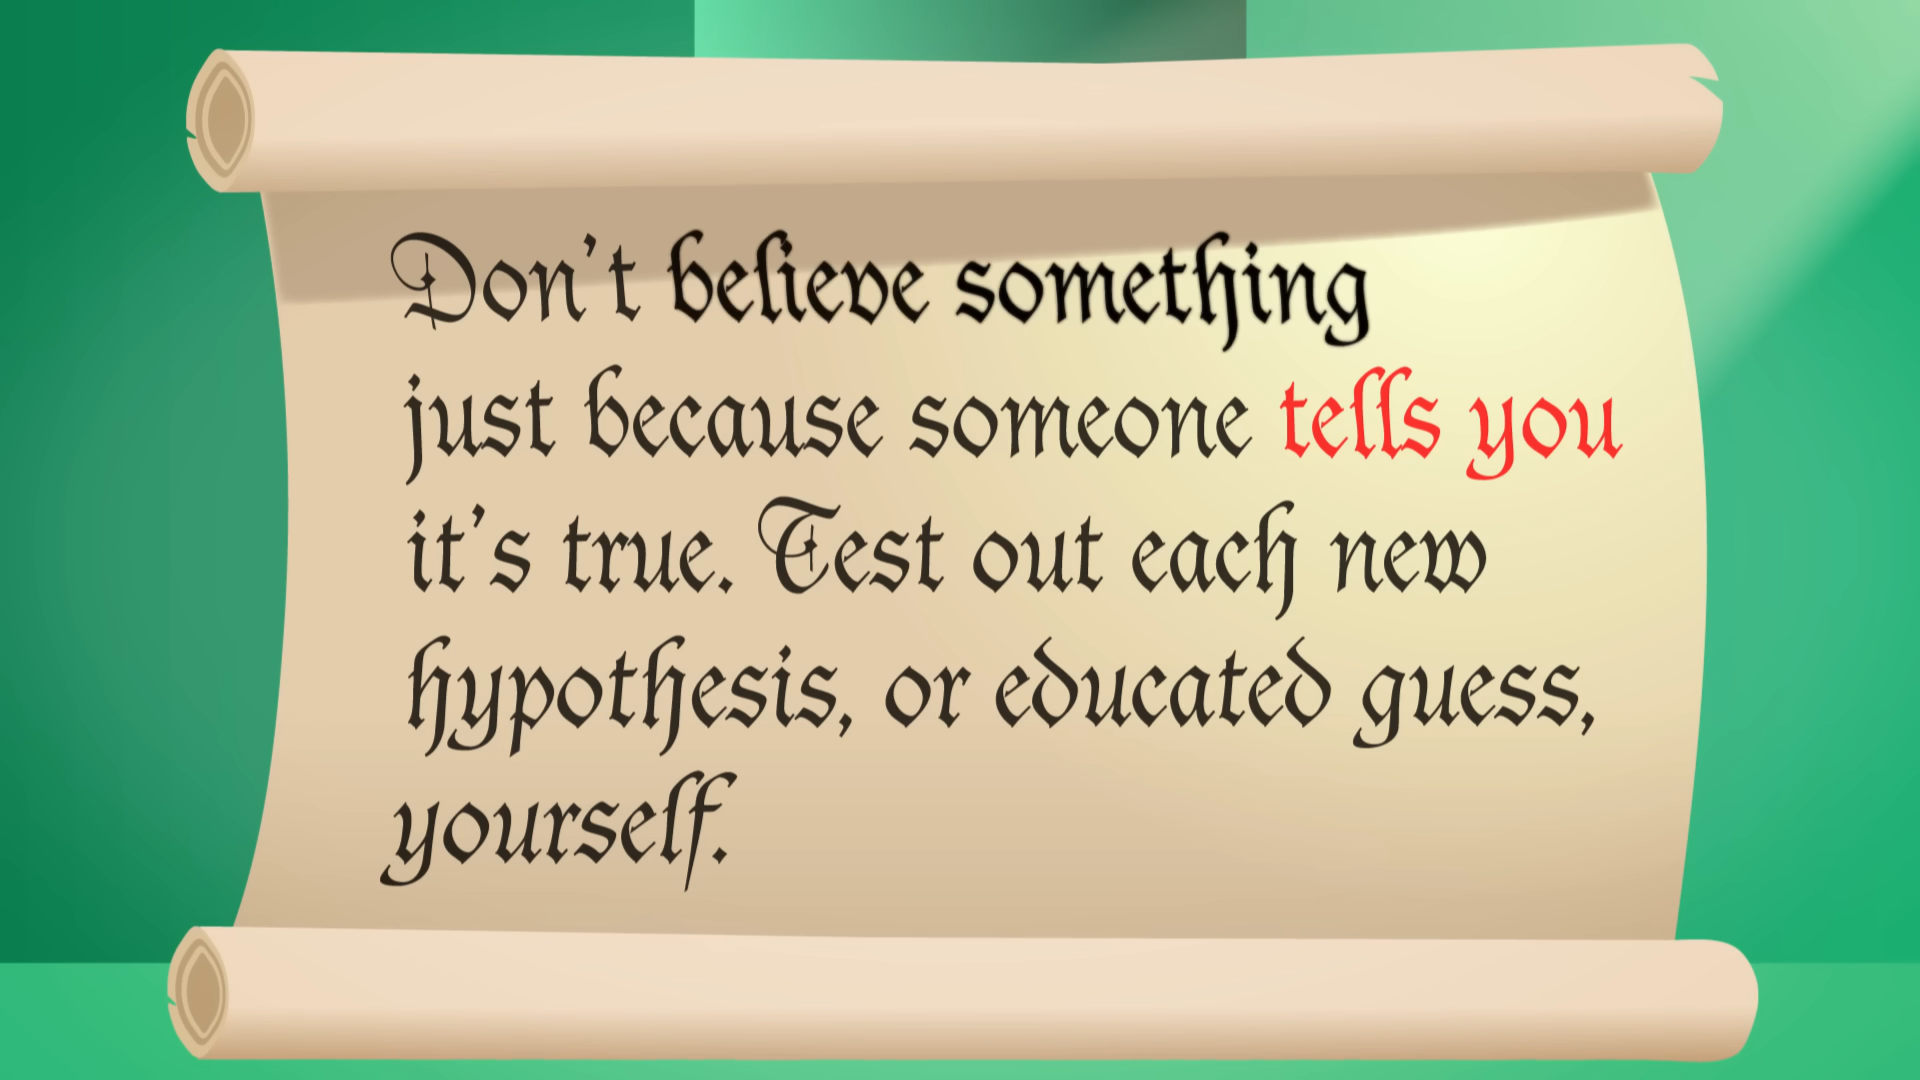 Don't believe something
just because someone tells you
it's true. Test out each new
hypothesis, or educated guess,
yourself.